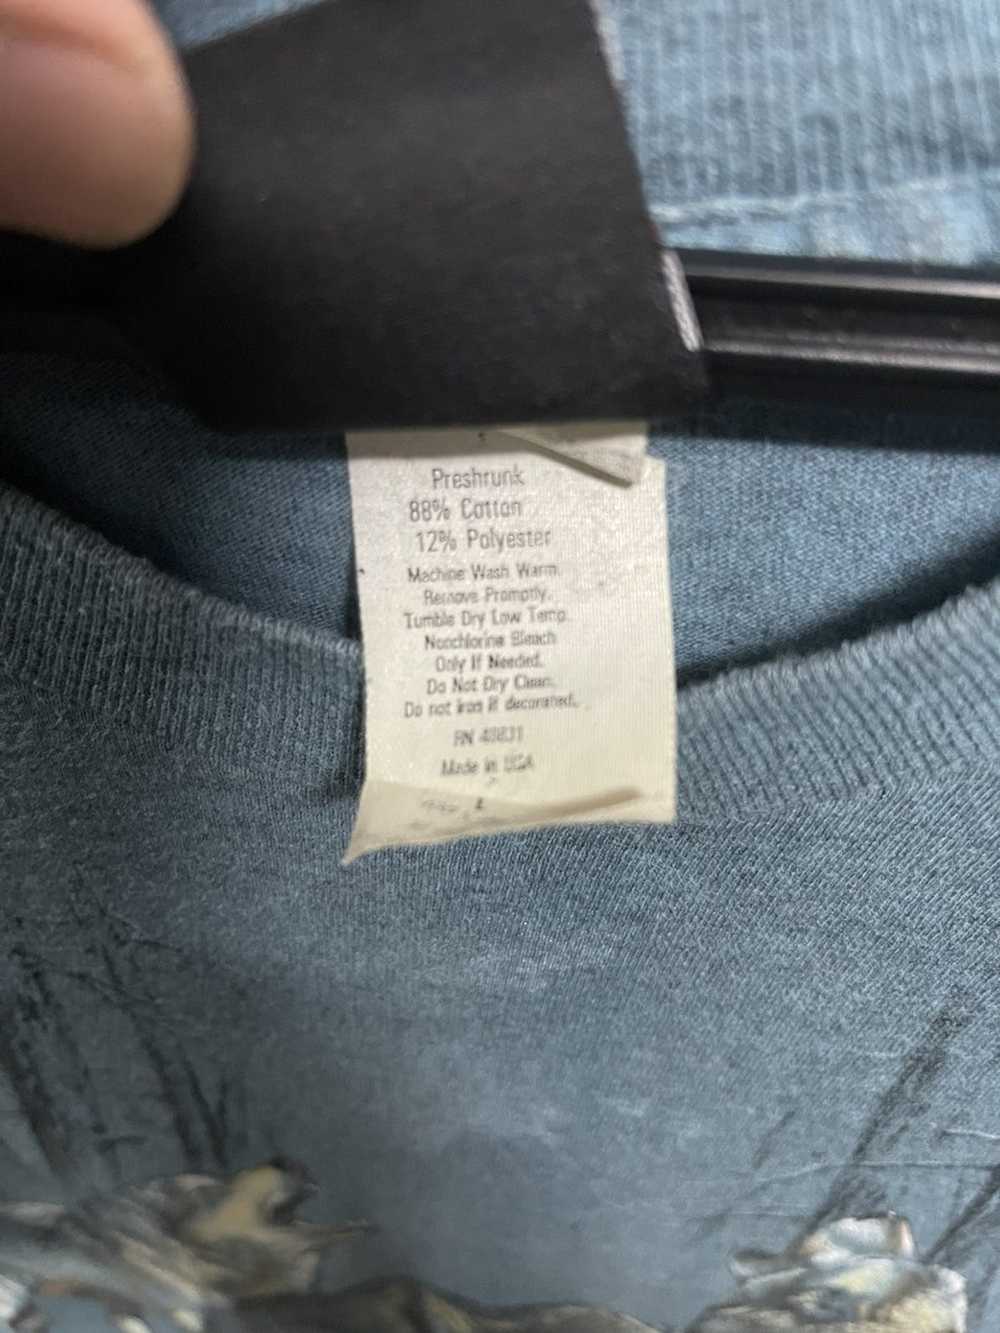 Preshrunk
88% Cotton
12% Polyester
Machine Wash Warm.
Remove Promptly.
Tumble Dry Low Temp.
Nonchlorine Bleach
Only If Needed.
Do Not Dry Clean.
Do not iron if decorated.
RN
Made in USA